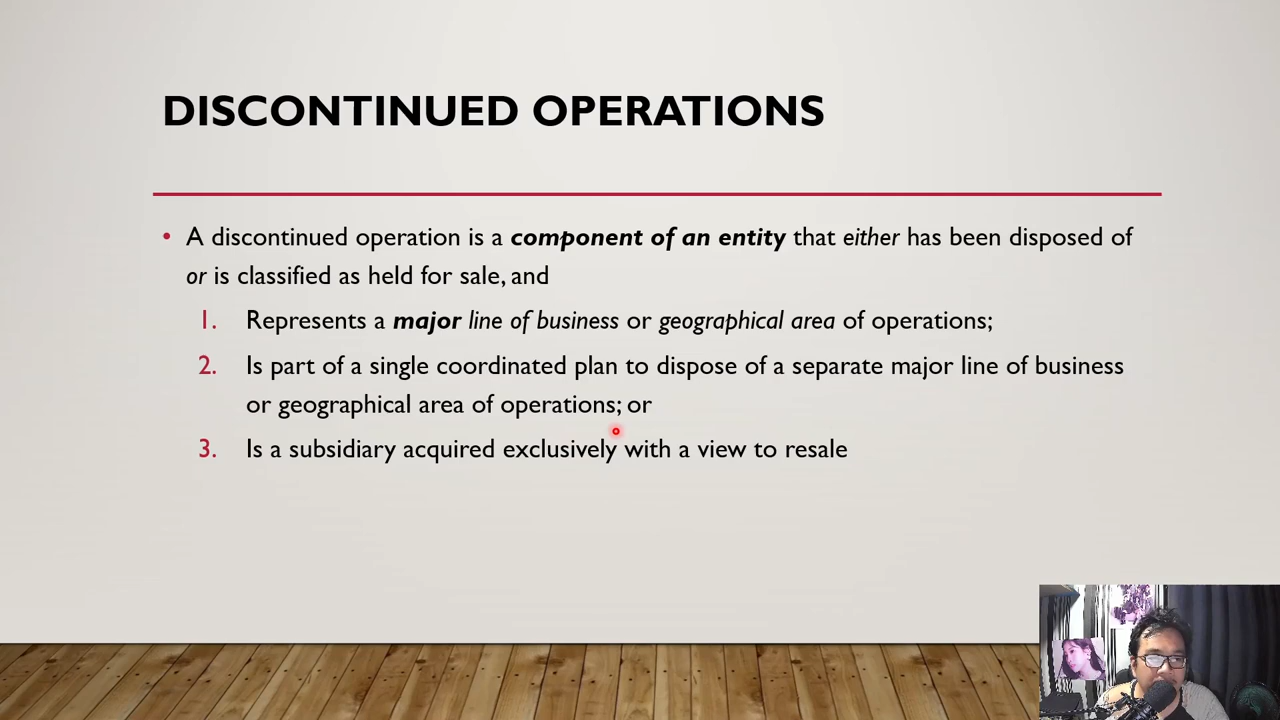 DISCONTINUED OPERATIONS
• A discontinued operation is a component of an entity that either has been disposed of
or is classified as held for sale, and
1. Represents a major line of business or geographical area of operations;
2. Is part of a single coordinated plan to dispose of a separate major line of business
or geographical area of operations; or
3. Is a subsidiary acquired exclusively with a view to resale